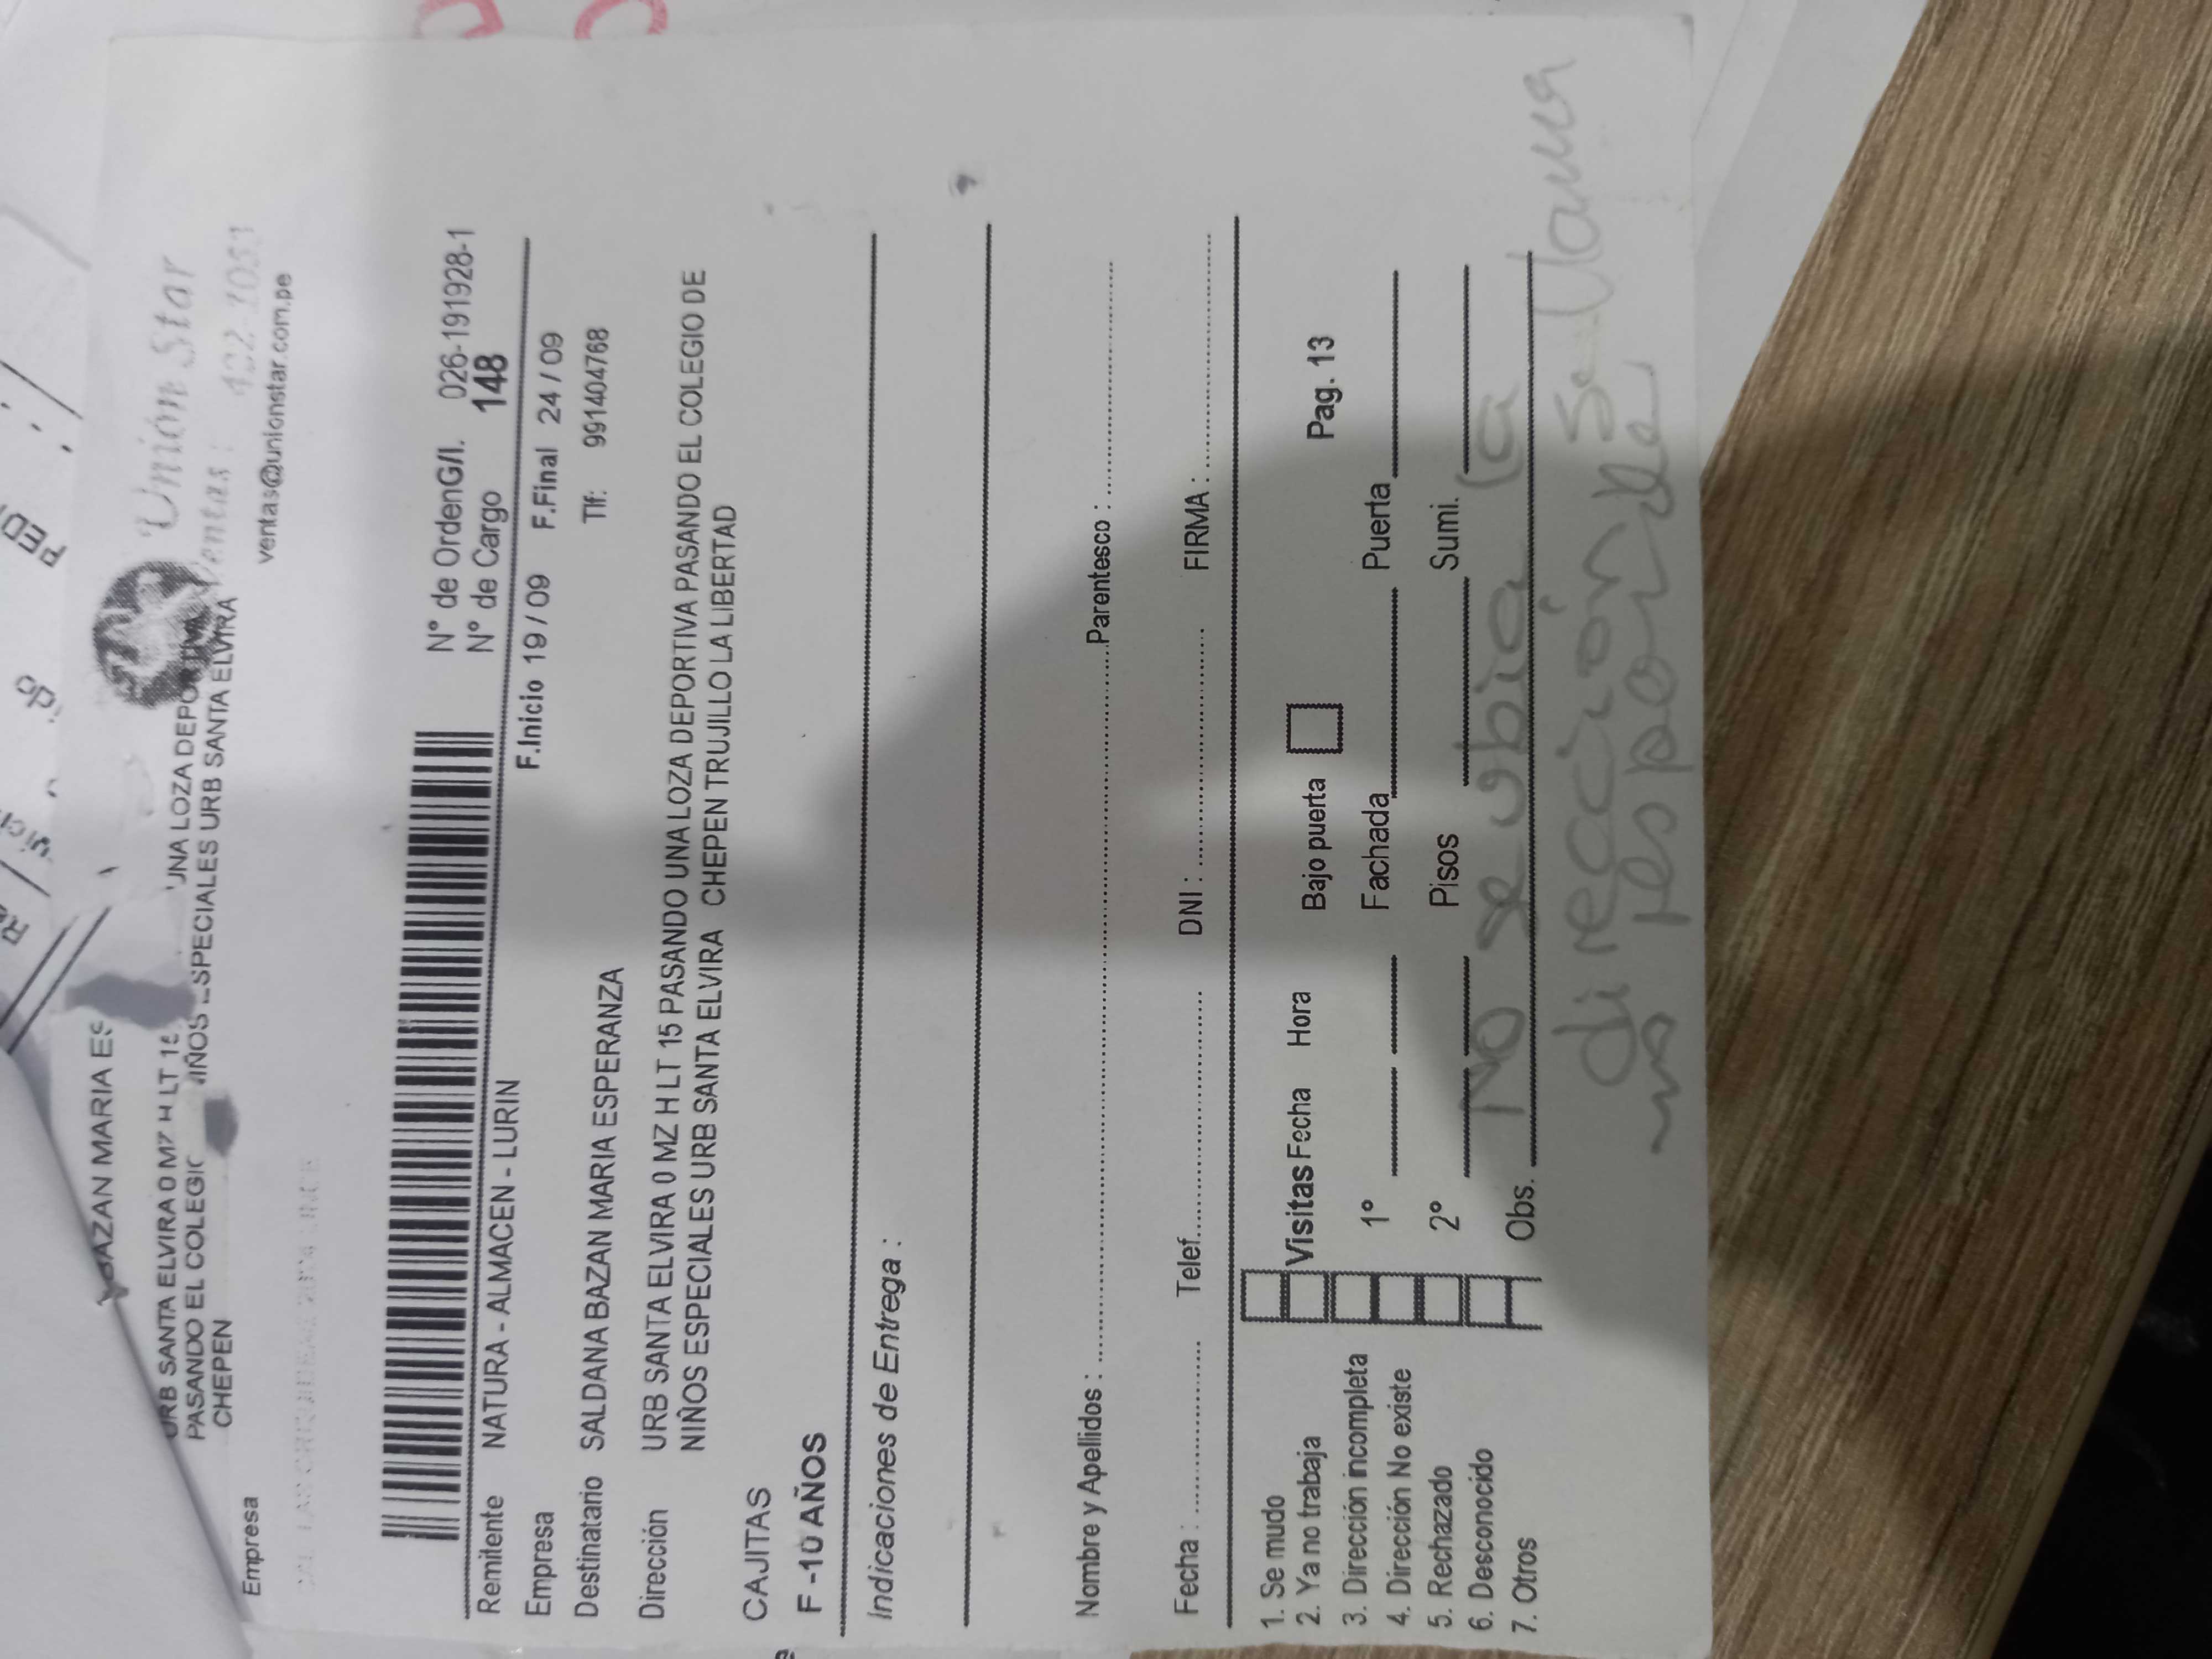 BAZAN MARIA ES
URB SANTA ELVIRA 0 MZ H LT 15 UNA LOZA DEPORTIVA
PASANDO EL COLEGIO NIÑOS ESPECIALES URB SANTA ELVIRA
CHEPEN
Empresa
Unión Star
Ventas :
ventas@unionstar.com.pe
N° de OrdenG/I. 026-191928-1
N° de Cargo 148
Remitente NATURA - ALMACEN - LURIN
F.Inicio 19 / 09 F.Final 24 / 09
Empresa
Tlf: 991404768
Destinatario SALDANA BAZAN MARIA ESPERANZA
Dirección URB SANTA ELVIRA 0 MZ H LT 15 PASANDO UNA LOZA DEPORTIVA PASANDO EL COLEGIO DE
NIÑOS ESPECIALES URB SANTA ELVIRA CHEPEN TRUJILLO LA LIBERTAD
CAJITAS
F -10 AÑOS
Indicaciones de Entrega :
Nombre y Apellidos : Parentesco :
Fecha : Telef. DNI : FIRMA :
1. Se mudo
2. Ya no trabaja
3. Dirección incompleta
4. Dirección No existe
5. Rechazado
6. Desconocido
7. Otros
Visitas Fecha Hora Bajo puerta Pag. 13
1° Fachada Puerta
2° Pisos Sumi.
Obs.
No se ubica la
dirección se llama
no responde